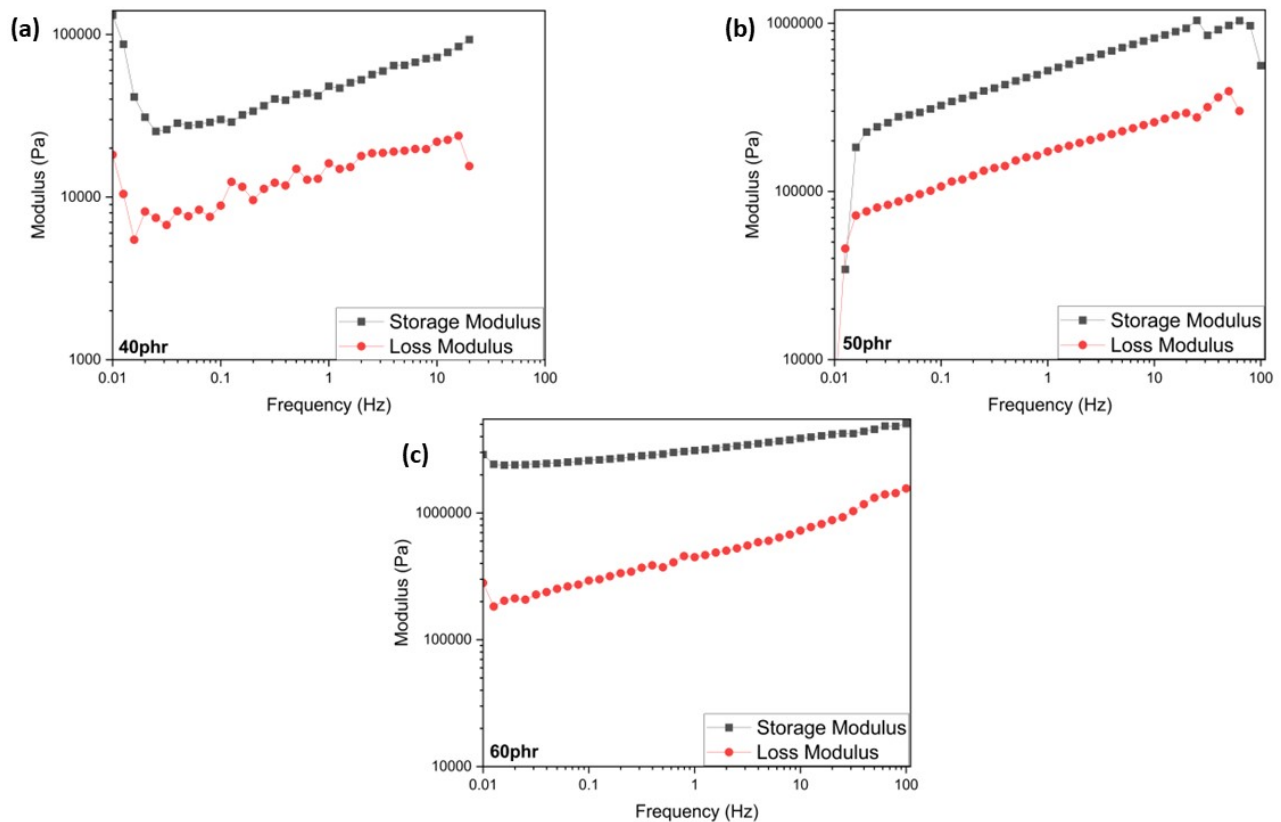 (a)
100000
10000
1000
Modulus (Pa)
Storage Modulus
Loss Modulus
40phr
0.01 0.1 1 10 100
Frequency (Hz)
(b)
1000000
100000
10000
Modulus (Pa)
Storage Modulus
Loss Modulus
50phr
0.01 0.1 1 10 100
Frequency (Hz)
(c)
1000000
100000
10000
Modulus (Pa)
Storage Modulus
Loss Modulus
60phr
0.01 0.1 1 10 100
Frequency (Hz)